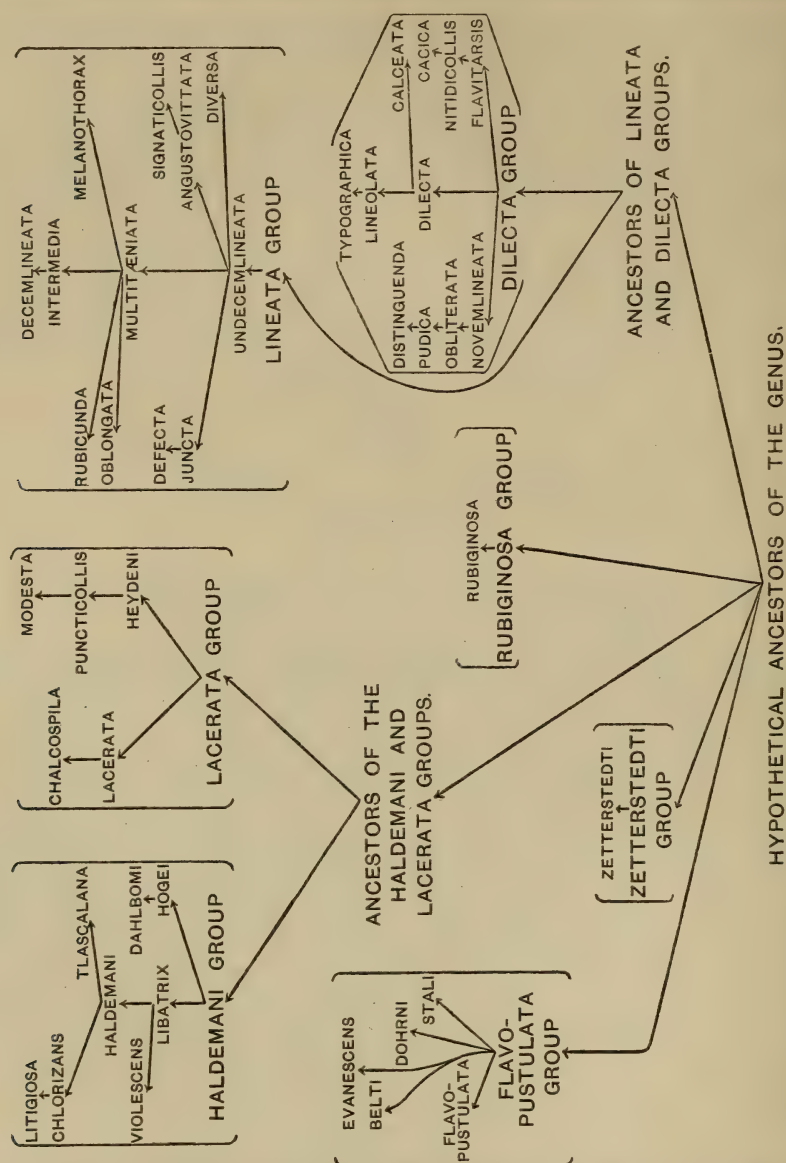 LITIGIOSA
CHLORIZANS
TLASCALANA
HALDEMANI
VIOLESCENS
LIBATRIX
DAHLBOMI
HOGEI
HALDEMANI GROUP
CHALCOSPILA
LACERATA
MODESTA
PUNCTICOLLIS
HEYDENI
LACERATA GROUP
DECEMLINEATA
INTERMEDIA
RUBICUNDA
OBLONGATA
MELANOTHORAX
MULTITÆNIATA
DEFECTA
JUNCTA
SIGNATICOLLIS
ANGUSTOVITTATA
DIVERSA
UNDECEMLINEATA
LINEATA GROUP
EVANESCENS
BELTI
DOHRNI
STALI
FLAVO-
PUSTULATA
FLAVO-
PUSTULATA
GROUP
ANCESTORS OF THE
HALDEMANI AND
LACERATA GROUPS.
TYPOGRAPHICA
LINEOLATA
DISTINGUENDA
PUDICA
OBLITERATA
NOVEMLINEATA
DILECTA
CALCEATA
CACICA
NITIDICOLLIS
FLAVITARSIS
DILECTA GROUP
RUBIGINOSA
RUBIGINOSA GROUP
ZETTERSTEDTI
ZETTERSTEDTI
GROUP
ANCESTORS OF LINEATA
AND DILECTA GROUPS.
HYPOTHETICAL ANCESTORS OF THE GENUS.